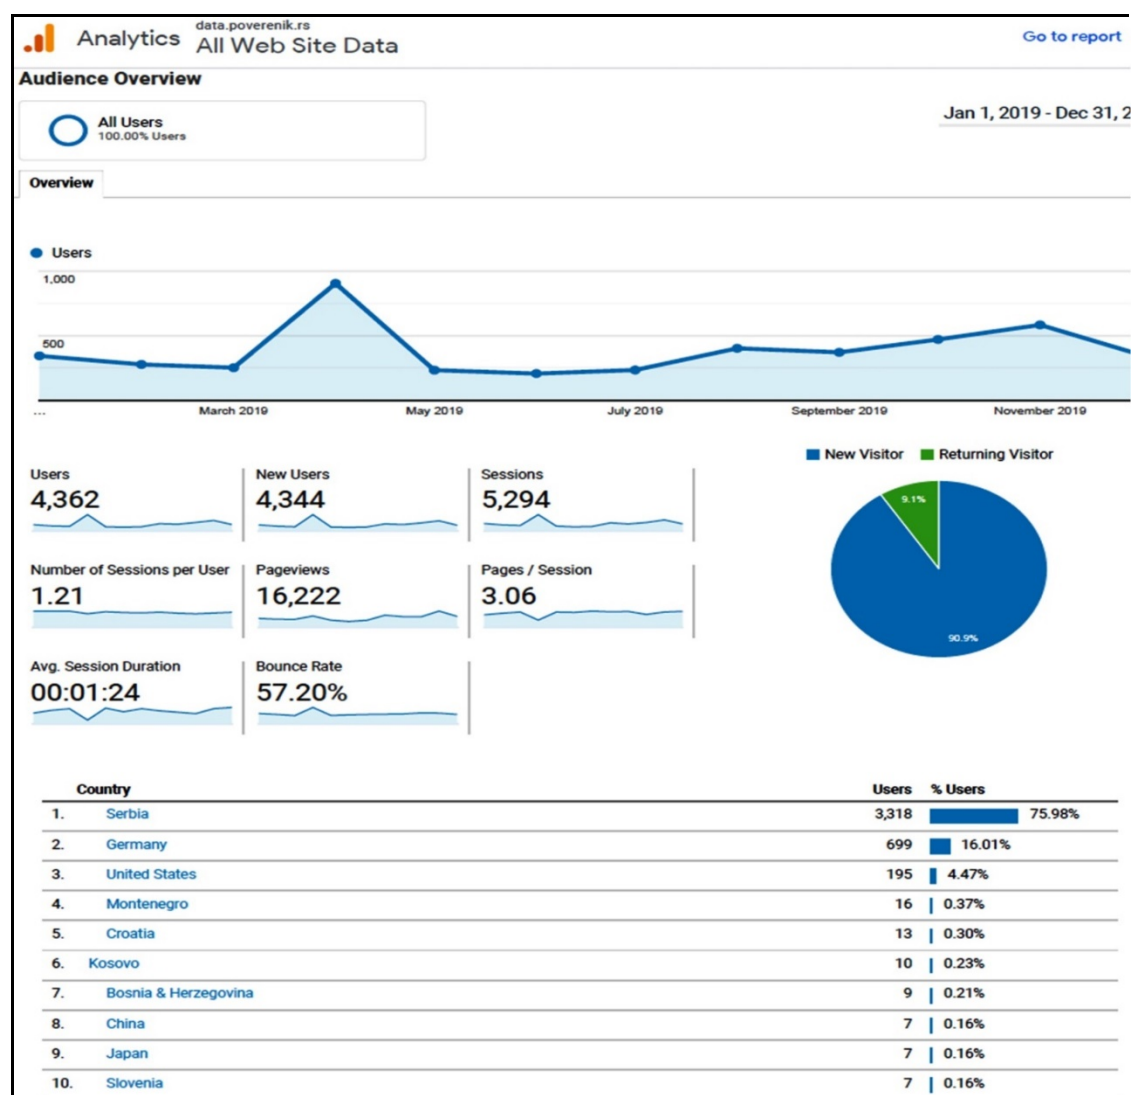 data.poverenik.rs
Analytics All Web Site Data
Go to report
Audience Overview
All Users
100.00% Users
Jan 1, 2019 - Dec 31, 2
Overview
Users
1,000
500
... March 2019 May 2019 July 2019 September 2019 November 2019
New Visitor Returning Visitor
9.1%
90.9%
Users New Users Sessions
4,362 4,344 5,294
Number of Sessions per User Pageviews Pages / Session
1.21 16,222 3.06
Avg. Session Duration Bounce Rate
00:01:24 57.20%
Country Users % Users
1. Serbia 3,318 75.98%
2. Germany 699 16.01%
3. United States 195 4.47%
4. Montenegro 16 0.37%
5. Croatia 13 0.30%
6. Kosovo 10 0.23%
7. Bosnia & Herzegovina 9 0.21%
8. China 7 0.16%
9. Japan 7 0.16%
10. Slovenia 7 0.16%